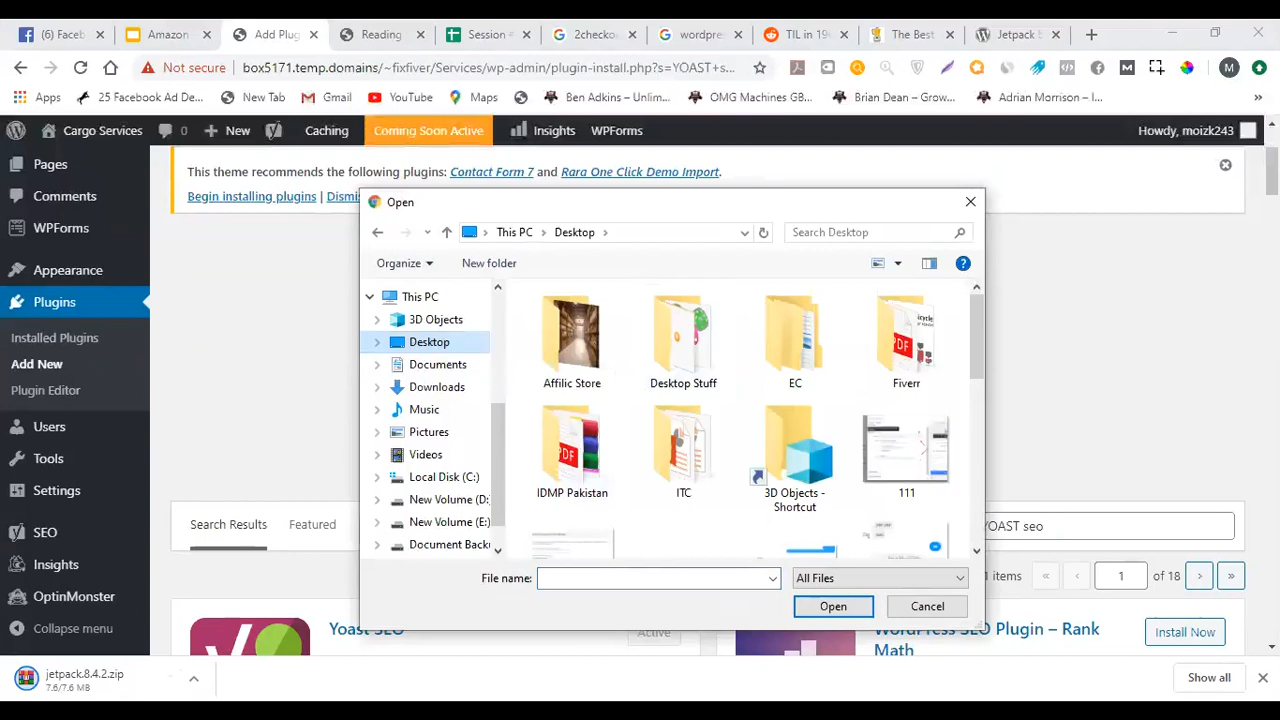 (6) Faceb
Amazon
Add Plug
Reading
Session
2checko
wordpre
TIL in 19
The Best
Jetpack
Not secure
box5171.temp.domains/~fixfiver/Services/wp-admin/plugin-install.php?s=YOAST+s...
Apps
25 Facebook Ad De...
New Tab
Gmail
YouTube
Maps
Ben Adkins – Unlim...
OMG Machines GB...
Brian Dean – Grow...
Adrian Morrison – I...
Cargo Services
0
New
Caching
Coming Soon Active
Insights
WPForms
Howdy, moizk243
Pages
Comments
WPForms
Appearance
Plugins
Installed Plugins
Add New
Plugin Editor
Users
Tools
Settings
SEO
Insights
OptinMonster
Collapse menu
This theme recommends the following plugins: Contact Form 7 and Rara One Click Demo Import.
Begin installing plugins | Dismis
Open
This PC > Desktop >
Search Desktop
Organize
New folder
This PC
3D Objects
Desktop
Documents
Downloads
Music
Pictures
Videos
Local Disk (C:)
New Volume (D:
New Volume (E:)
Document Backu
Affilic Store
Desktop Stuff
EC
Fiverr
PDF
IDMP Pakistan
PDF
ITC
3D Objects -
Shortcut
111
File name:
All Files
Open
Cancel
Search Results
Featured
YOAST seo
items
1
of 18
Yoast SEO
Active
WordPress SEO Plugin – Rank
Math
Install Now
jetpack.8.4.2.zip
7.6/7.6 MB
Show all